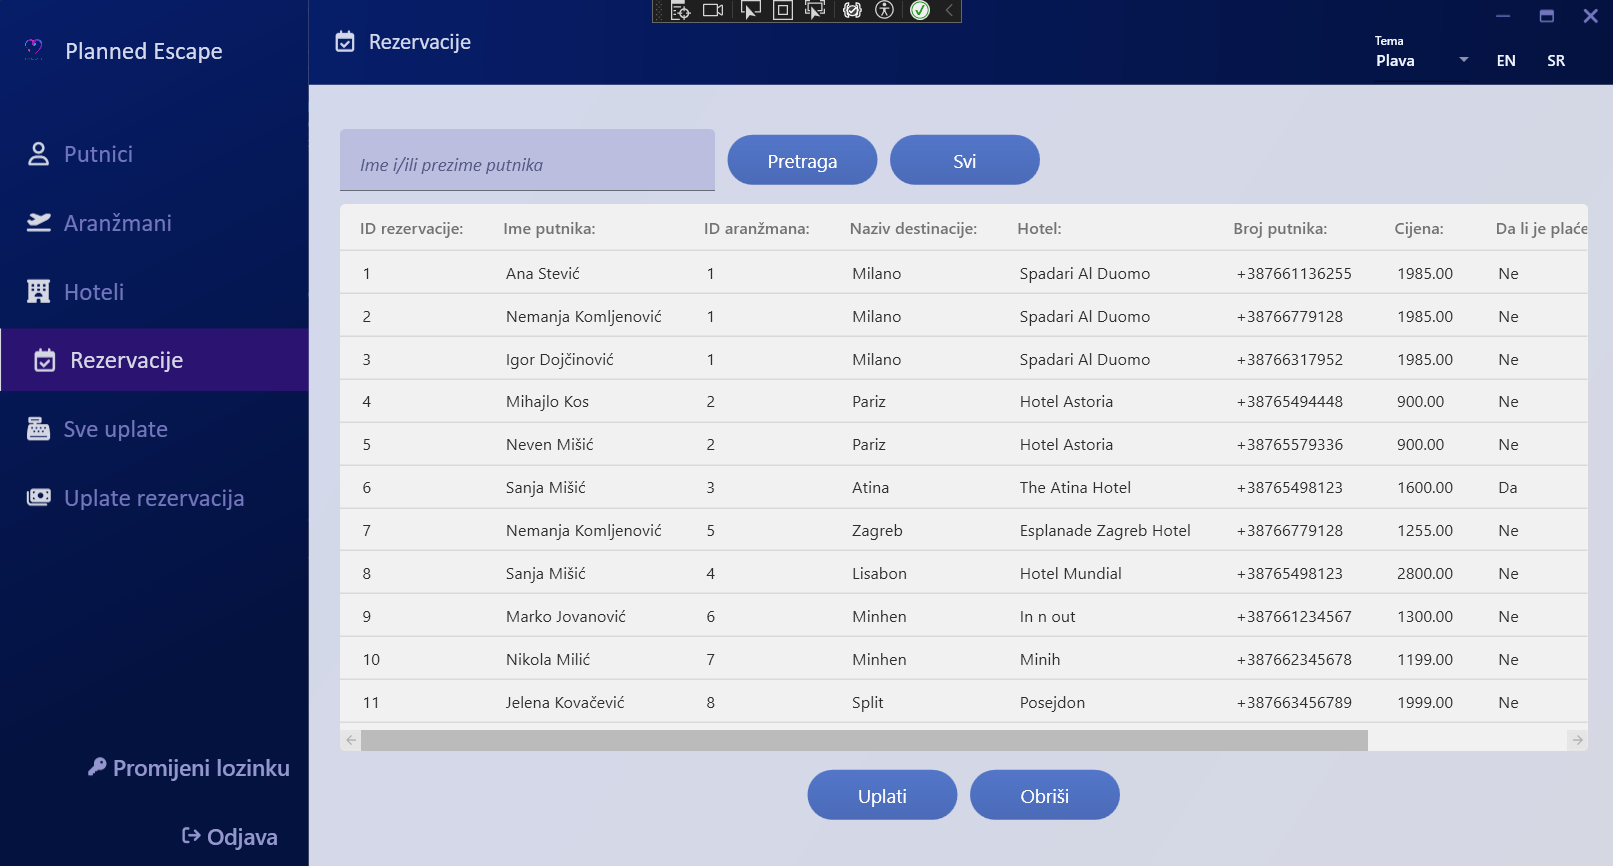 Planned Escape
Rezervacije
Tema
Plava
EN
SR
Putnici
Aranžmani
Hoteli
Rezervacije
Sve uplate
Uplate rezervacija
Promijeni lozinku
Odjava
Ime i/ili prezime putnika
Pretraga
Svi
ID rezervacije: Ime putnika: ID aranžmana: Naziv destinacije: Hotel: Broj putnika: Cijena: Da li je plaće
1 Ana Stević 1 Milano Spadari Al Duomo +387661136255 1985.00 Ne
2 Nemanja Komljenović 1 Milano Spadari Al Duomo +38766779128 1985.00 Ne
3 Igor Dojčinović 1 Milano Spadari Al Duomo +38766317952 1985.00 Ne
4 Mihajlo Kos 2 Pariz Hotel Astoria +38765494448 900.00 Ne
5 Neven Mišić 2 Pariz Hotel Astoria +38765579336 900.00 Ne
6 Sanja Mišić 3 Atina The Atina Hotel +38765498123 1600.00 Da
7 Nemanja Komljenović 5 Zagreb Esplanade Zagreb Hotel +38766779128 1255.00 Ne
8 Sanja Mišić 4 Lisabon Hotel Mundial +38765498123 2800.00 Ne
9 Marko Jovanović 6 Minhen In n out +387661234567 1300.00 Ne
10 Nikola Milić 7 Minhen Minih +387662345678 1199.00 Ne
11 Jelena Kovačević 8 Split Posejdon +387663456789 1999.00 Ne
Uplati
Obriši